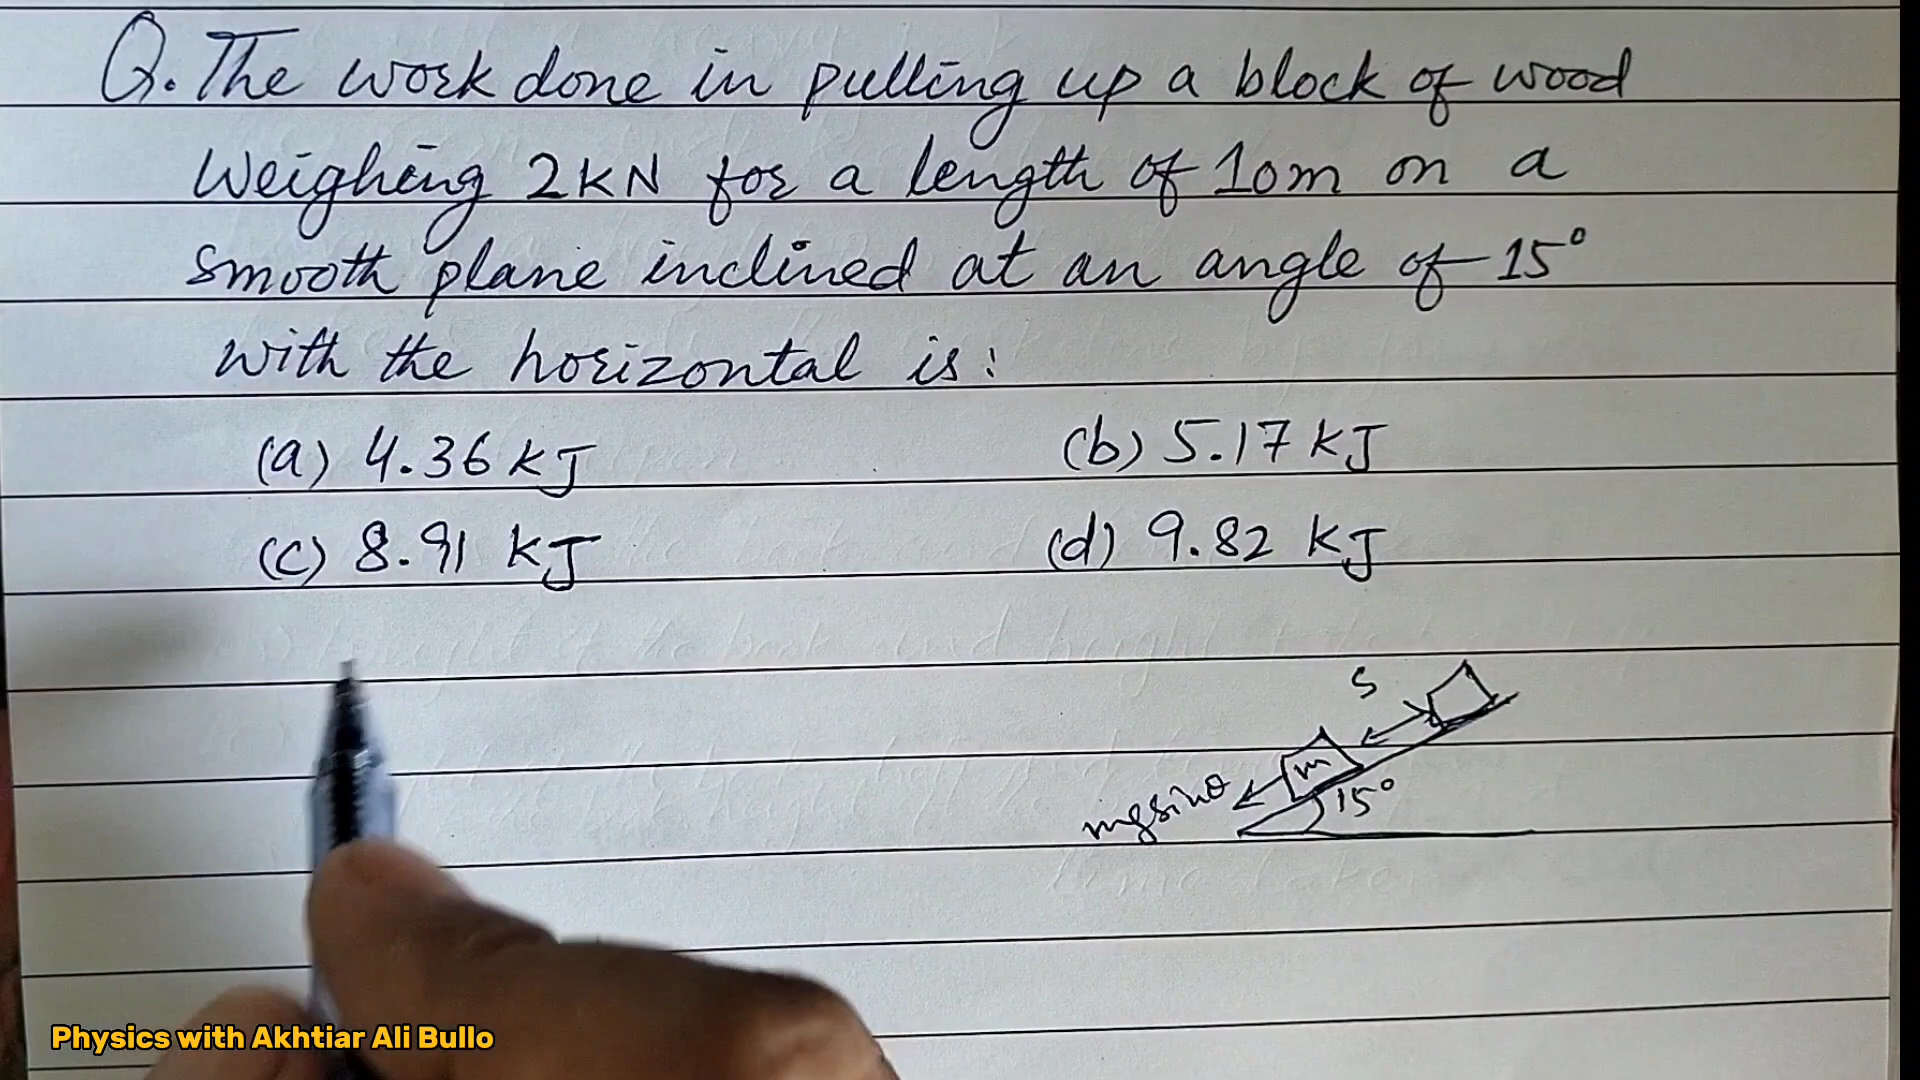 Q. The work done in pulling up a block of wood
Weighing 2KN for a length of 10m on a
smooth plane inclined at an angle of 15°
with the horizontal is:
(a) 4.36 kJ (b) 5.17 kJ
(c) 8.91 kJ (d) 9.82 kJ
S
m
mgsinθ 15°
Physics with Akhtiar Ali Bullo